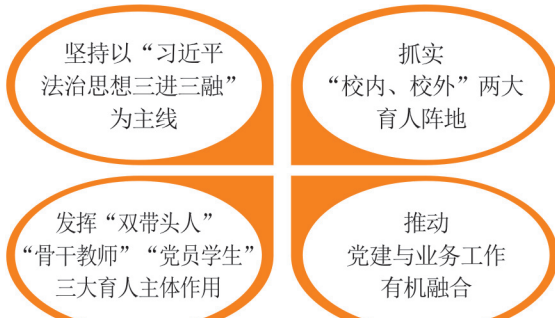 坚持以“习近平
法治思想三进三融”
为主线
抓实
“校内、校外”两大
育人阵地
发挥“双带头人”
“骨干教师”“党员学生”
三大育人主体作用
推动
党建与业务工作
有机融合